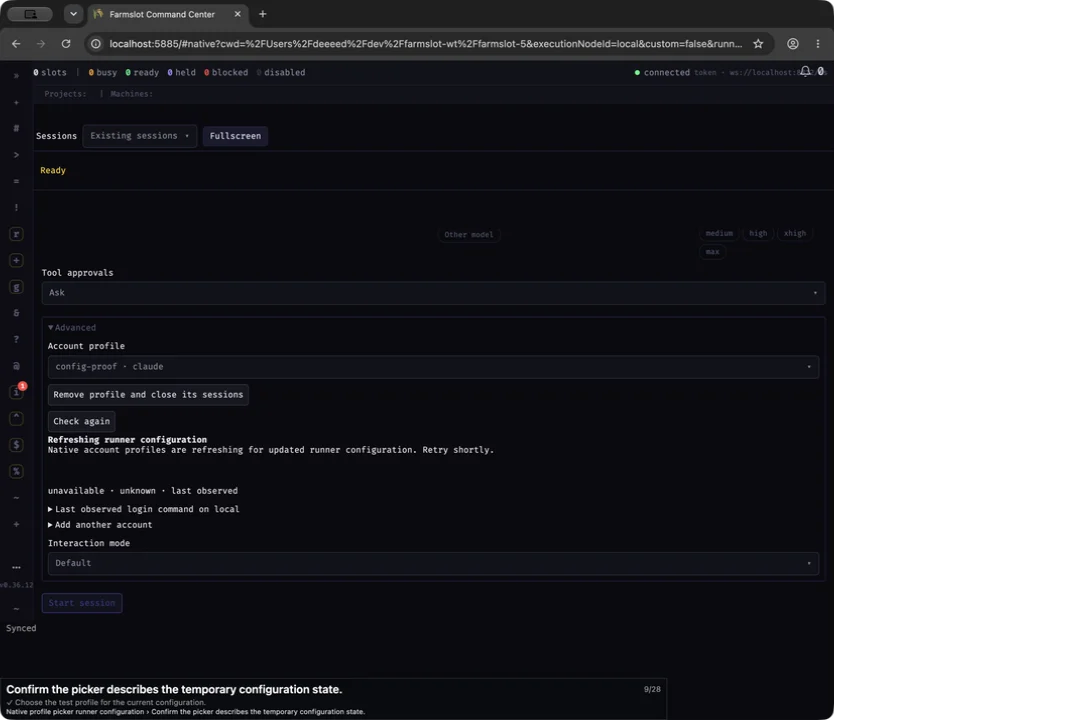 Farmslot Command Center
localhost:5885/#native?cwd=%2FUsers%2Fdeeeed%2Fdev%2Ffarmslot-wt%2Ffarmslot-5&executionNodeId=local&custom=false&runn...
0 slots | 0 busy 0 ready 0 held 0 blocked 0 disabled
connected token - ws://localhost:
Projects: | Machines:
Sessions Existing sessions Fullscreen
Ready
Other model
medium high xhigh
max
Tool approvals
Ask
Advanced
Account profile
config-proof · claude
Remove profile and close its sessions
Check again
Refreshing runner configuration
Native account profiles are refreshing for updated runner configuration. Retry shortly.
unavailable · unknown · last observed
Last observed login command on local
Add another account
Interaction mode
Default
v0.36.12
Start session
Synced
Confirm the picker describes the temporary configuration state. 9/28
✓ Choose the test profile for the current configuration.
Native profile picker runner configuration › Confirm the picker describes the temporary configuration state.